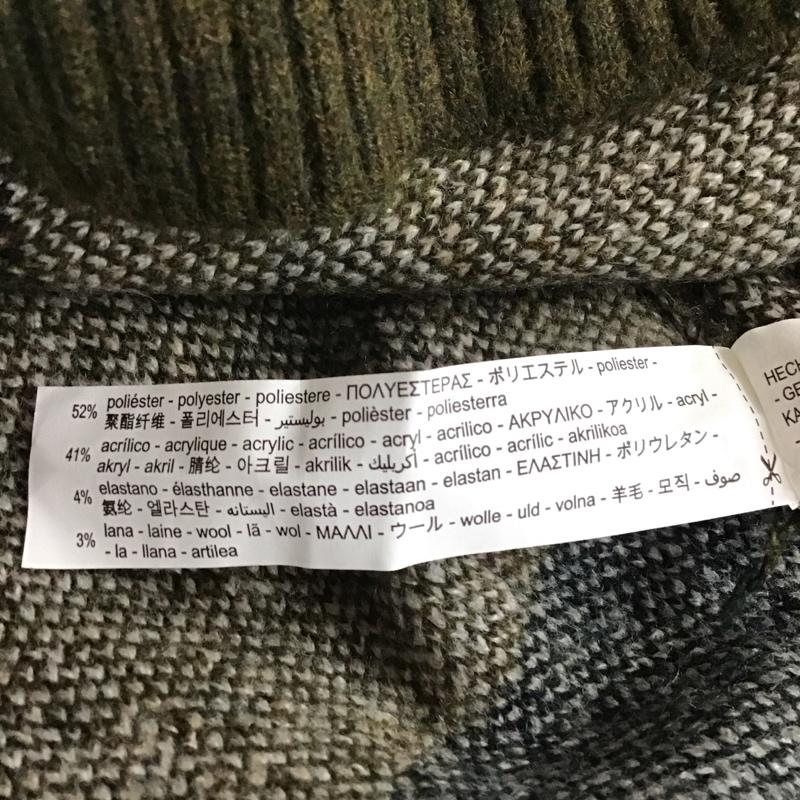 52% poliéster - polyester - poliestere - ΠΟΛΥΕΣΤΕΡΑΣ - ポリエステル - poliester -
聚酯纤维 - 폴리에스터 - بوليستير - polièster - poliesterra
41% acrílico - acrylique - acrylic - acrílico - acryl - acrilico - ΑΚΡΥΛΙΚΟ - アクリル - acryl -
akryl - akril - 腈纶 - 아크릴 - akrilik - أكريليك - acrílico - acrílic - akrilikoa
4% elastano - élasthanne - elastane - elastaan - elastan - ΕΛΑΣΤΙΝΗ - ポリウレタン -
氨纶 - 엘라스탄 - اليستانه - elastà - elastanoa
3% lana - laine - wool - lã - wol - ΜΑΛΛΙ - ウール - wolle - uld - volna - 羊毛 - 모직 - صوف
- la - llana - artilea
- GE
KA